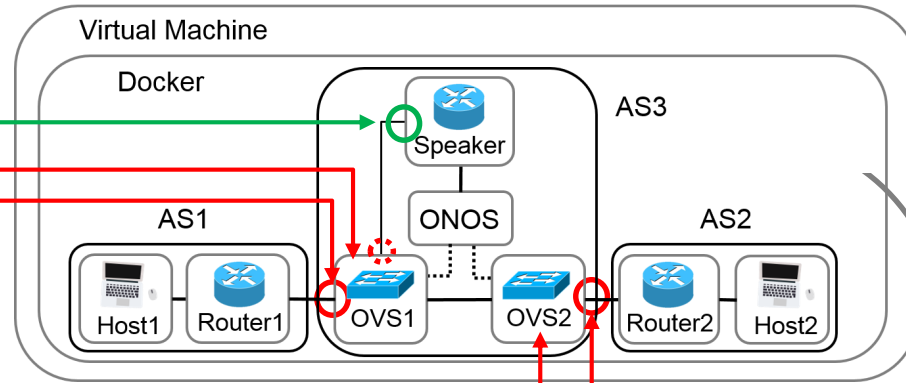 Virtual Machine
Docker
AS3
Speaker
AS1
ONOS
AS2
Host1
Router1
OVS1
OVS2
Router2
Host2